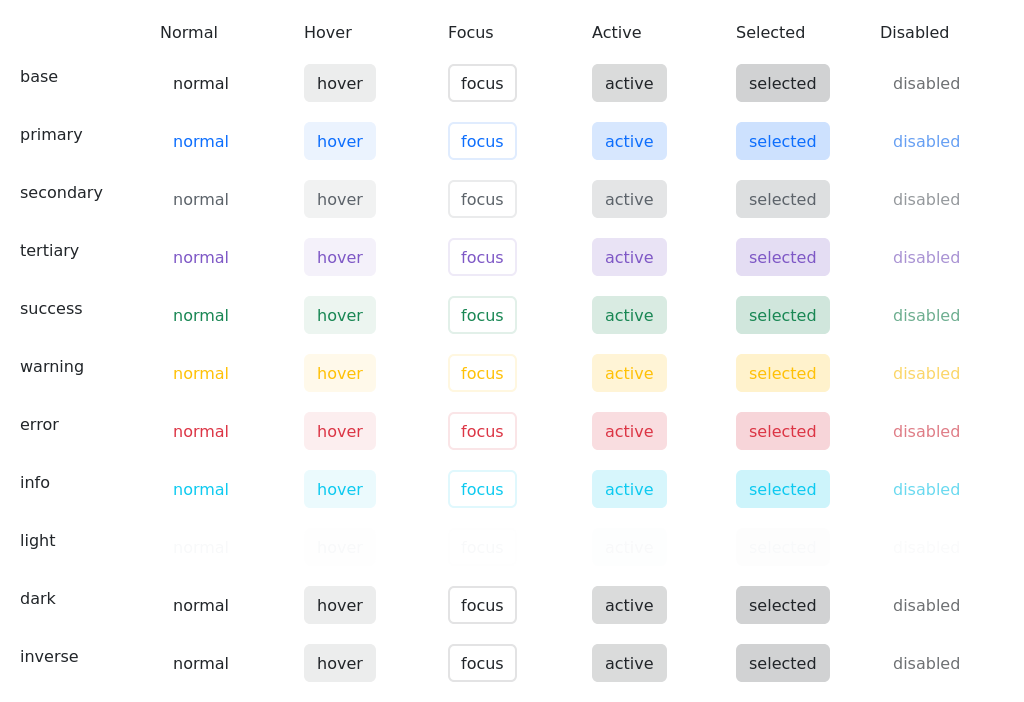 Normal Hover Focus Active Selected Disabled
base normal hover focus active selected disabled
primary normal hover focus active selected disabled
secondary normal hover focus active selected disabled
tertiary normal hover focus active selected disabled
success normal hover focus active selected disabled
warning normal hover focus active selected disabled
error normal hover focus active selected disabled
info normal hover focus active selected disabled
light normal hover focus active selected disabled
dark normal hover focus active selected disabled
inverse normal hover focus active selected disabled